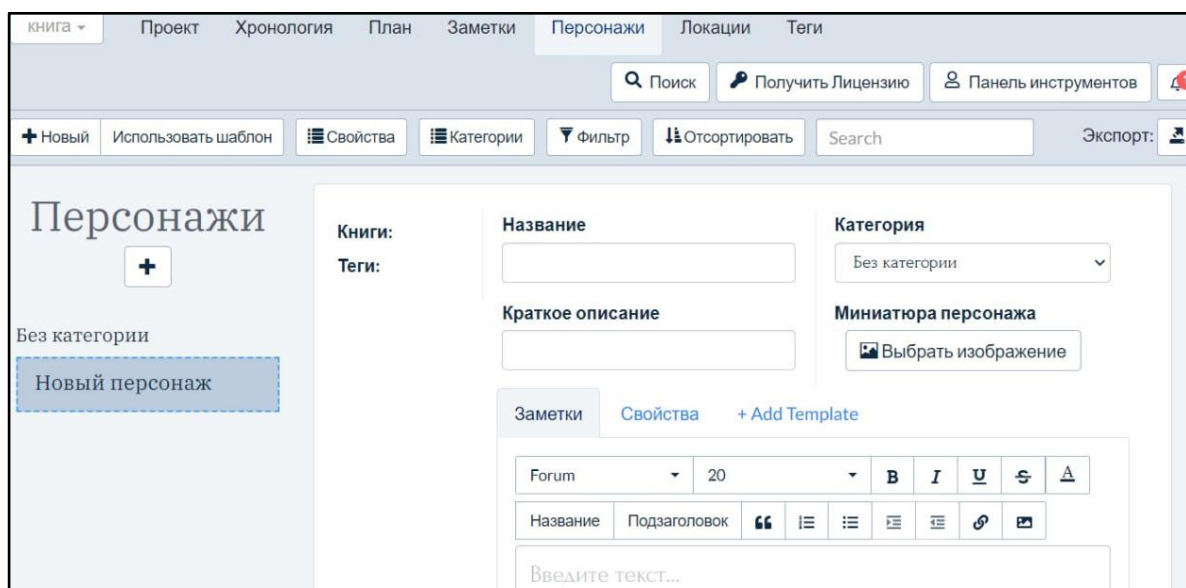 книга Проект Хронология План Заметки Персонажи Локации Теги
Поиск Получить Лицензию Панель инструментов
Новый Использовать шаблон Свойства Категории Фильтр Отсортировать Search Экспорт:
Персонажи
Книги:
Теги:
Название
Категория
Без категории
Краткое описание
Миниатюра персонажа
Выбрать изображение
Без категории
Новый персонаж
Заметки Свойства + Add Template
Forum 20 B I U S A
Название Подзаголовок
Введите текст...